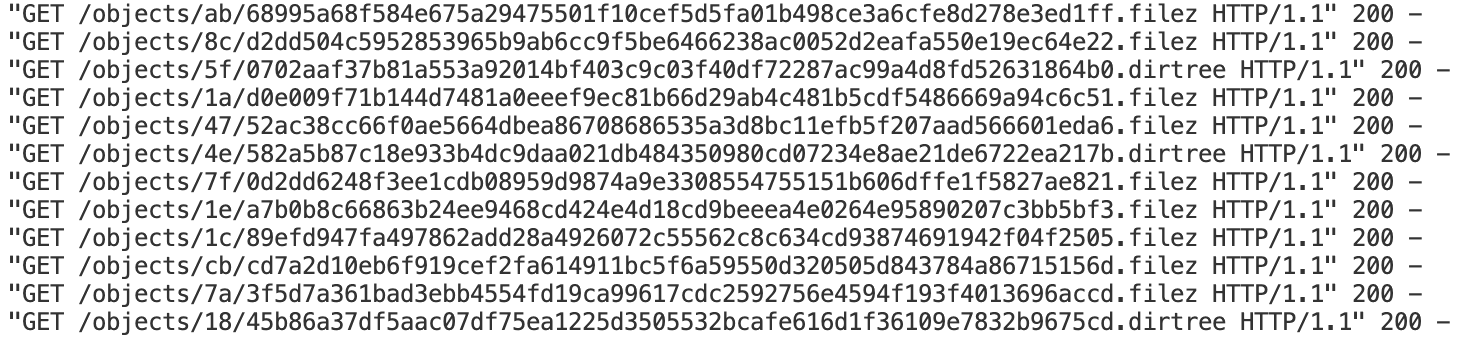 "GET /objects/ab/68995a68f584e675a29475501f10cef5d5fa01b498ce3a6cfe8d278e3ed1ff.filez HTTP/1.1" 200 –
"GET /objects/8c/d2dd504c5952853965b9ab6cc9f5be6466238ac0052d2eafa550e19ec64e22.filez HTTP/1.1" 200 –
"GET /objects/5f/0702aaf37b81a553a92014bf403c9c03f40df72287ac99a4d8fd52631864b0.dirtree HTTP/1.1" 200 –
"GET /objects/1a/d0e009f71b144d7481a0eeef9ec81b66d29ab4c481b5cdf5486669a94c6c51.filez HTTP/1.1" 200 –
"GET /objects/47/52ac38cc66f0ae5664dbea86708686535a3d8bc11efb5f207aad566601eda6.filez HTTP/1.1" 200 –
"GET /objects/4e/582a5b87c18e933b4dc9daa021db484350980cd07234e8ae21de6722ea217b.dirtree HTTP/1.1" 200 –
"GET /objects/7f/0d2dd6248f3ee1cdb08959d9874a9e3308554755151b606dffe1f5827ae821.filez HTTP/1.1" 200 –
"GET /objects/1e/a7b0b8c66863b24ee9468cd424e4d18cd9beeea4e0264e95890207c3bb5bf3.filez HTTP/1.1" 200 –
"GET /objects/1c/89efd947fa497862add28a4926072c55562c8c634cd93874691942f04f2505.filez HTTP/1.1" 200 –
"GET /objects/cb/cd7a2d10eb6f919cef2fa614911bc5f6a59550d320505d843784a86715156d.filez HTTP/1.1" 200 –
"GET /objects/7a/3f5d7a361bad3ebb4554fd19ca99617cdc2592756e4594f193f4013696accd.filez HTTP/1.1" 200 –
"GET /objects/18/45b86a37df5aac07df75ea1225d3505532bcafe616d1f36109e7832b9675cd.dirtree HTTP/1.1" 200 –